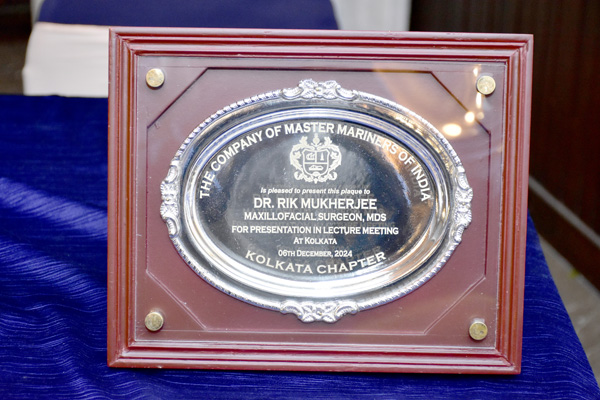 THE COMPANY OF MASTER MARINERS OF INDIA
Is pleased to present this plaque to
DR. RIK MUKHERJEE
MAXILLOFACIAL SURGEON, MDS
FOR PRESENTATION IN LECTURE MEETING
AT KOLKATA
06TH DECEMBER, 2024
KOLKATA CHAPTER